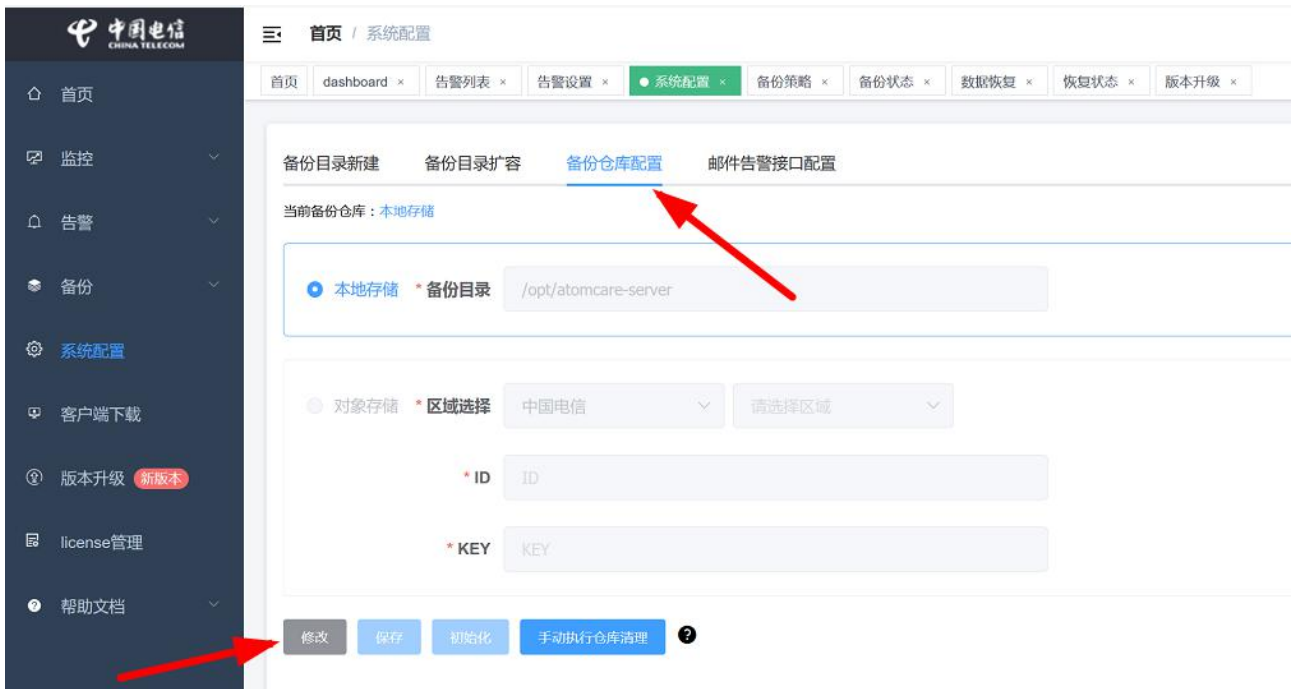 中国电信
CHINA TELECOM
首页 / 系统配置
首页 dashboard × 告警列表 × 告警设置 × 系统配置 × 备份策略 × 备份状态 × 数据恢复 × 恢复状态 × 版本升级 ×
首页
监控
告警
备份
系统配置
客户端下载
版本升级 新版本
license管理
帮助文档
备份目录新建 备份目录扩容 备份仓库配置 邮件告警接口配置
当前备份仓库：本地存储
本地存储 * 备份目录 /opt/atomcare-server
对象存储 * 区域选择 中国电信 请选择区域
* ID ID
* KEY KEY
修改 保存 初始化 手动执行仓库清理 ?